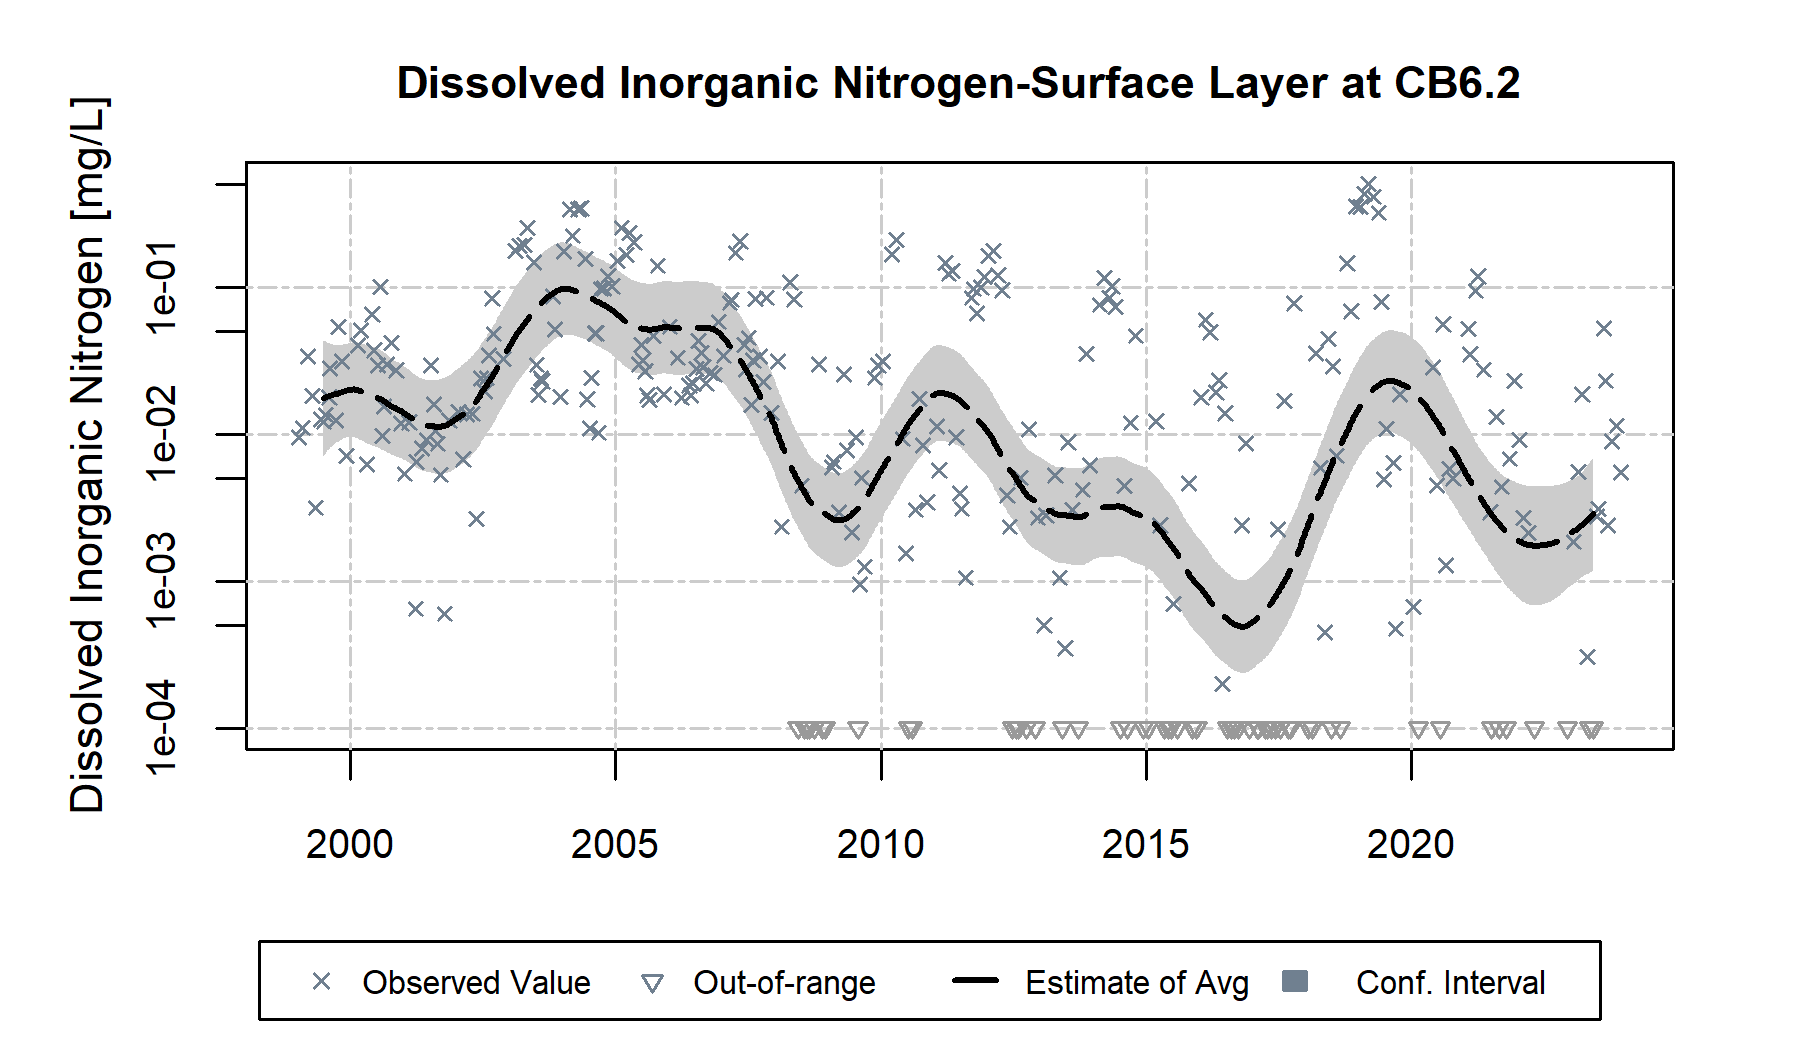 Dissolved Inorganic Nitrogen-Surface Layer at CB6.2
Dissolved Inorganic Nitrogen [mg/L]
1e-01
1e-02
1e-03
1e-04
2000 2005 2010 2015 2020
Observed Value Out-of-range Estimate of Avg Conf. Interval